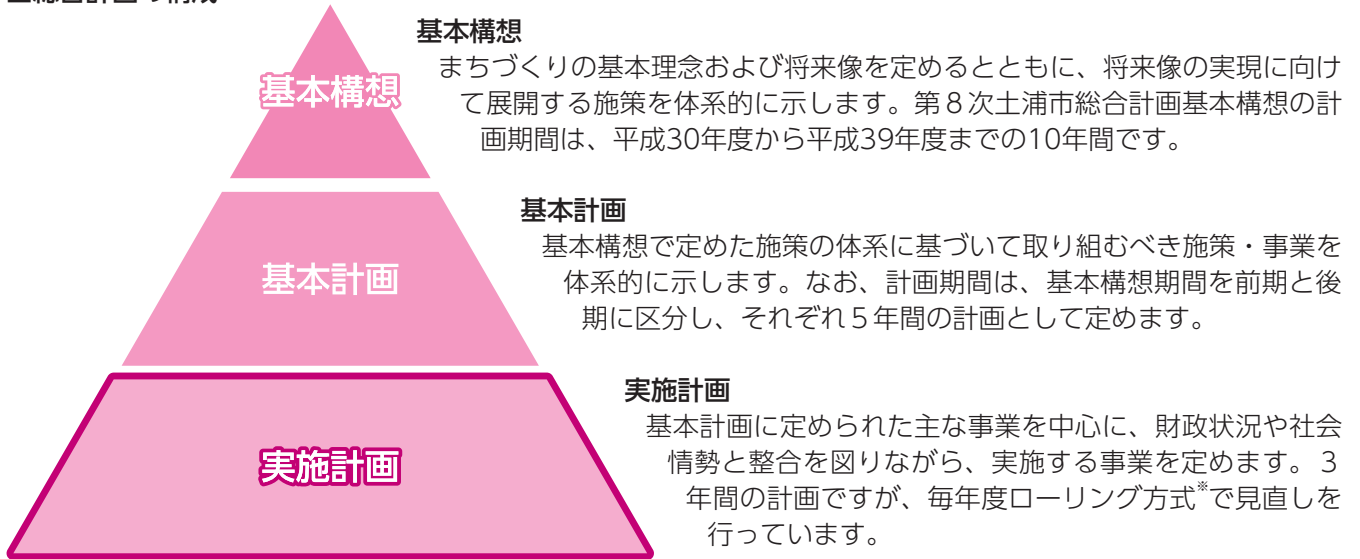 基本構想
基本構想
まちづくりの基本理念および将来像を定めるとともに、将来像の実現に向け
て展開する施策を体系的に示します。第８次土浦市総合計画基本構想の計
画期間は、平成30年度から平成39年度までの10年間です。
基本計画
基本計画
基本構想で定めた施策の体系に基づいて取り組むべき施策・事業を
体系的に示します。なお、計画期間は、基本構想期間を前期と後
期に区分し、それぞれ５年間の計画として定めます。
実施計画
実施計画
基本計画に定められた主な事業を中心に、財政状況や社会
情勢と整合を図りながら、実施する事業を定めます。３
年間の計画ですが、毎年度ローリング方式※で見直しを
行っています。